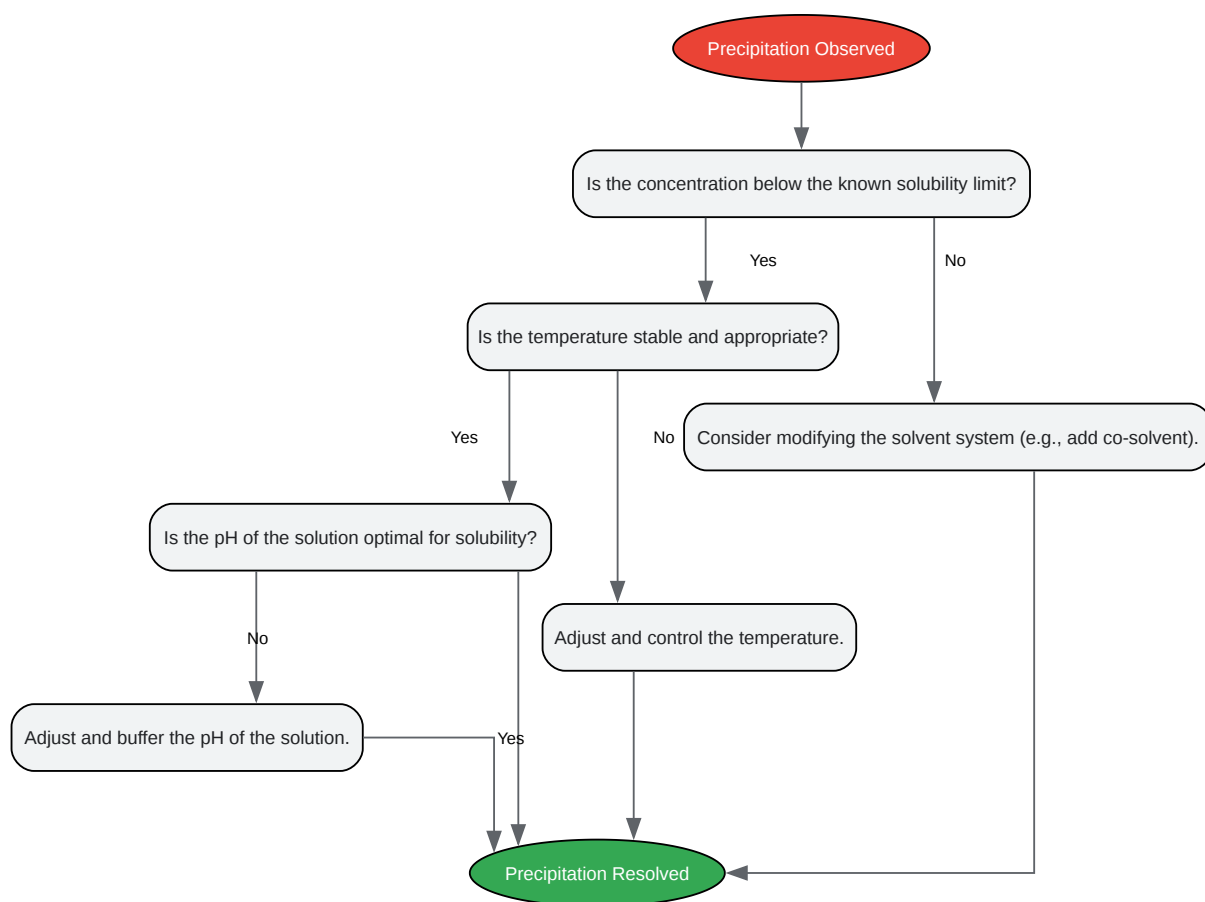 Precipitation Observed
Is the concentration below the known solubility limit?
Yes
No
Is the temperature stable and appropriate?
Yes
No
Consider modifying the solvent system (e.g., add co-solvent).
Is the pH of the solution optimal for solubility?
No
Adjust and control the temperature.
Adjust and buffer the pH of the solution.
Yes
Precipitation Resolved